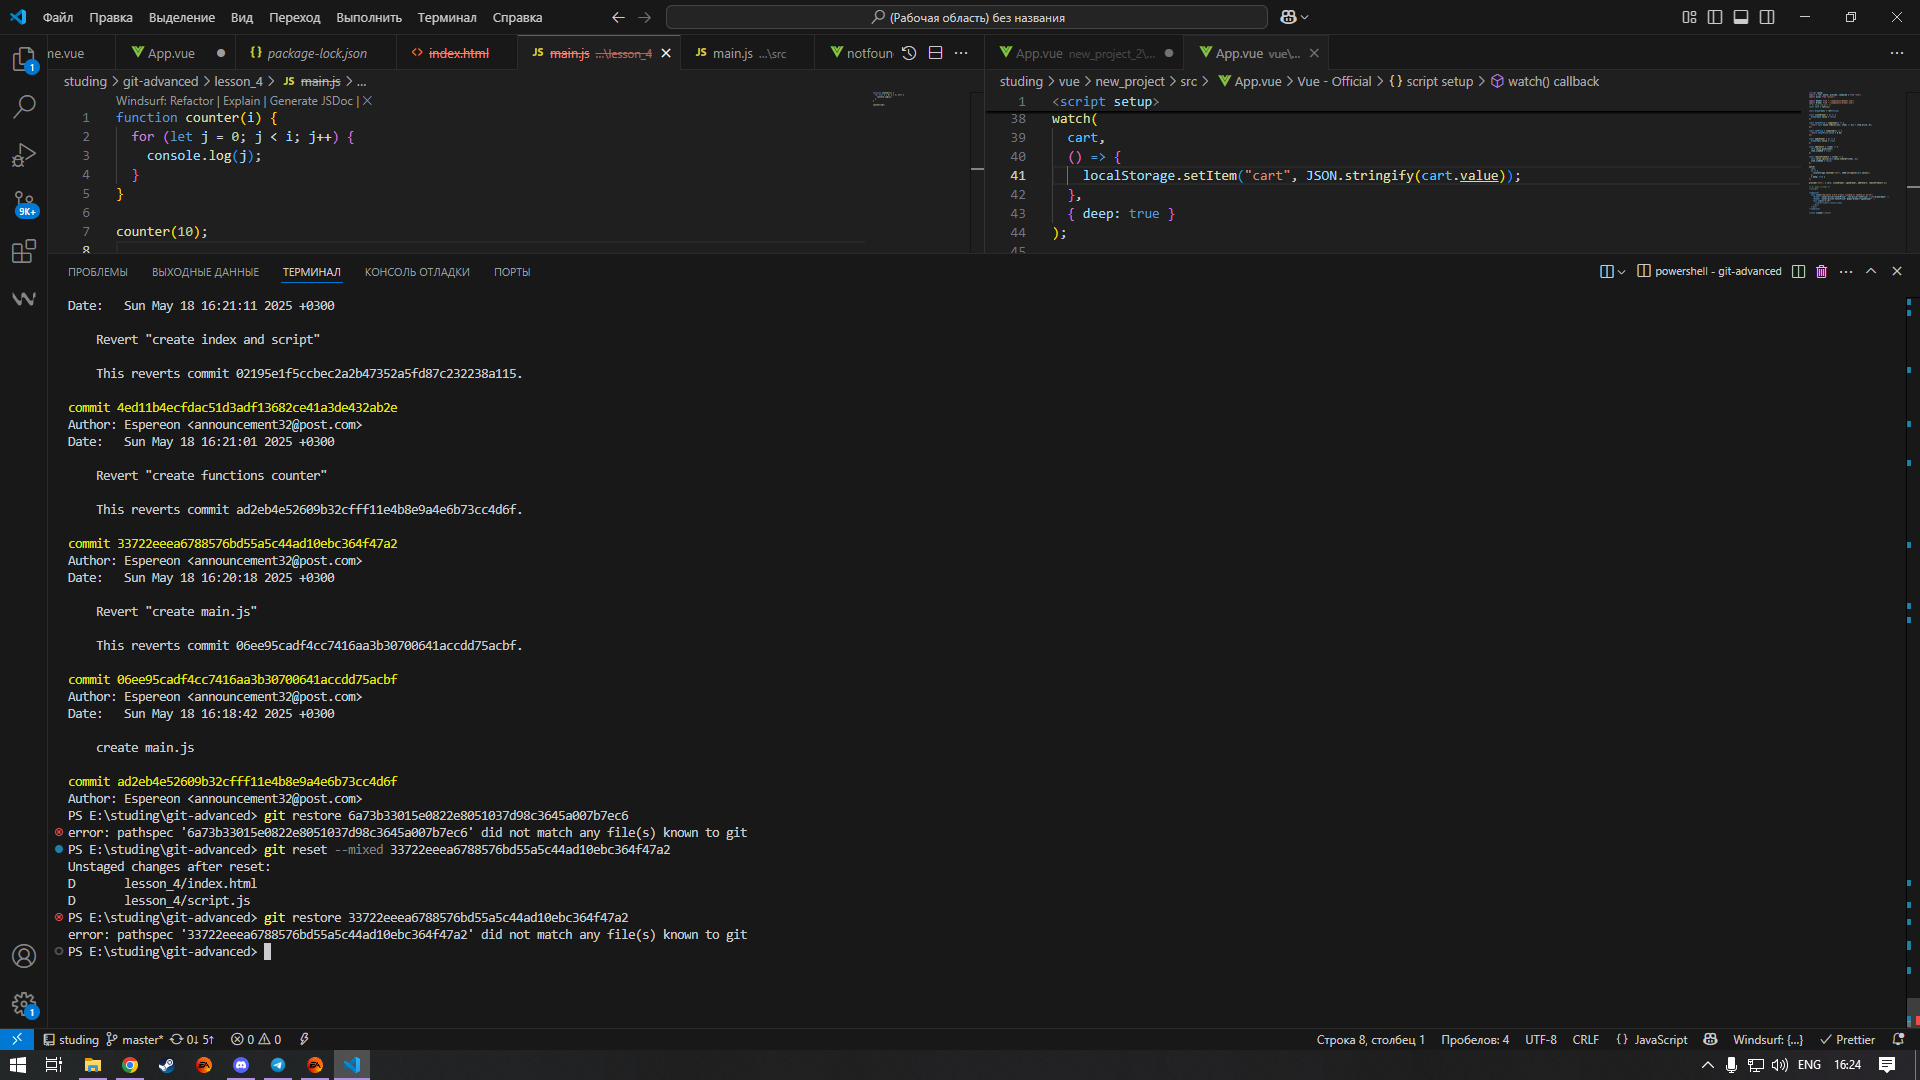 Файл Правка Выделение Вид Переход Выполнить Терминал Справка
(Рабочая область) без названия
me.vue
App.vue
package-lock.json
index.html
main.js ...\lesson_4
main.js ...\src
notfoun
App.vue new_project_2\...
App.vue vue\...
studing > git-advanced > lesson_4 > JS main.js > ...
Windsurf: Refactor | Explain | Generate JSDoc | X
1 function counter(i) {
2 for (let j = 0; j < i; j++) {
3 console.log(j);
4 }
5 }
6
7 counter(10);
8
studing > vue > new_project > src > App.vue > Vue - Official > {} script setup > watch() callback
1 <script setup>
38 watch(
39 cart,
40 () => {
41 localStorage.setItem("cart", JSON.stringify(cart.value));
42 },
43 { deep: true }
44 );
45
1
9K+
ПРОБЛЕМЫ ВЫХОДНЫЕ ДАННЫЕ ТЕРМИНАЛ КОНСОЛЬ ОТЛАДКИ ПОРТЫ
powershell - git-advanced
Date: Sun May 18 16:21:11 2025 +0300
Revert "create index and script"
This reverts commit 02195e1f5ccbec2a2b47352a5fd87c232238a115.
commit 4ed11b4ecfdac51d3adf13682ce41a3de432ab2e
Author: Espereon <announcement32@post.com>
Date: Sun May 18 16:21:01 2025 +0300
Revert "create functions counter"
This reverts commit ad2eb4e52609b32cfff11e4b8e9a4e6b73cc4d6f.
commit 33722eeea6788576bd55a5c44ad10ebc364f47a2
Author: Espereon <announcement32@post.com>
Date: Sun May 18 16:20:18 2025 +0300
Revert "create main.js"
This reverts commit 06ee95cadf4cc7416aa3b30700641accdd75acbf.
commit 06ee95cadf4cc7416aa3b30700641accdd75acbf
Author: Espereon <announcement32@post.com>
Date: Sun May 18 16:18:42 2025 +0300
create main.js
commit ad2eb4e52609b32cfff11e4b8e9a4e6b73cc4d6f
Author: Espereon <announcement32@post.com>
PS E:\studing\git-advanced> git restore 6a73b33015e0822e8051037d98c3645a007b7ec6
error: pathspec '6a73b33015e0822e8051037d98c3645a007b7ec6' did not match any file(s) known to git
PS E:\studing\git-advanced> git reset --mixed 33722eeea6788576bd55a5c44ad10ebc364f47a2
Unstaged changes after reset:
D lesson_4/index.html
D lesson_4/script.js
PS E:\studing\git-advanced> git restore 33722eeea6788576bd55a5c44ad10ebc364f47a2
error: pathspec '33722eeea6788576bd55a5c44ad10ebc364f47a2' did not match any file(s) known to git
PS E:\studing\git-advanced>
1
studing master* 0↓ 5↑ 0 0
Строка 8, столбец 1 Пробелов: 4 UTF-8 CRLF {} JavaScript Windsurf: {...} Prettier
ENG 16:24